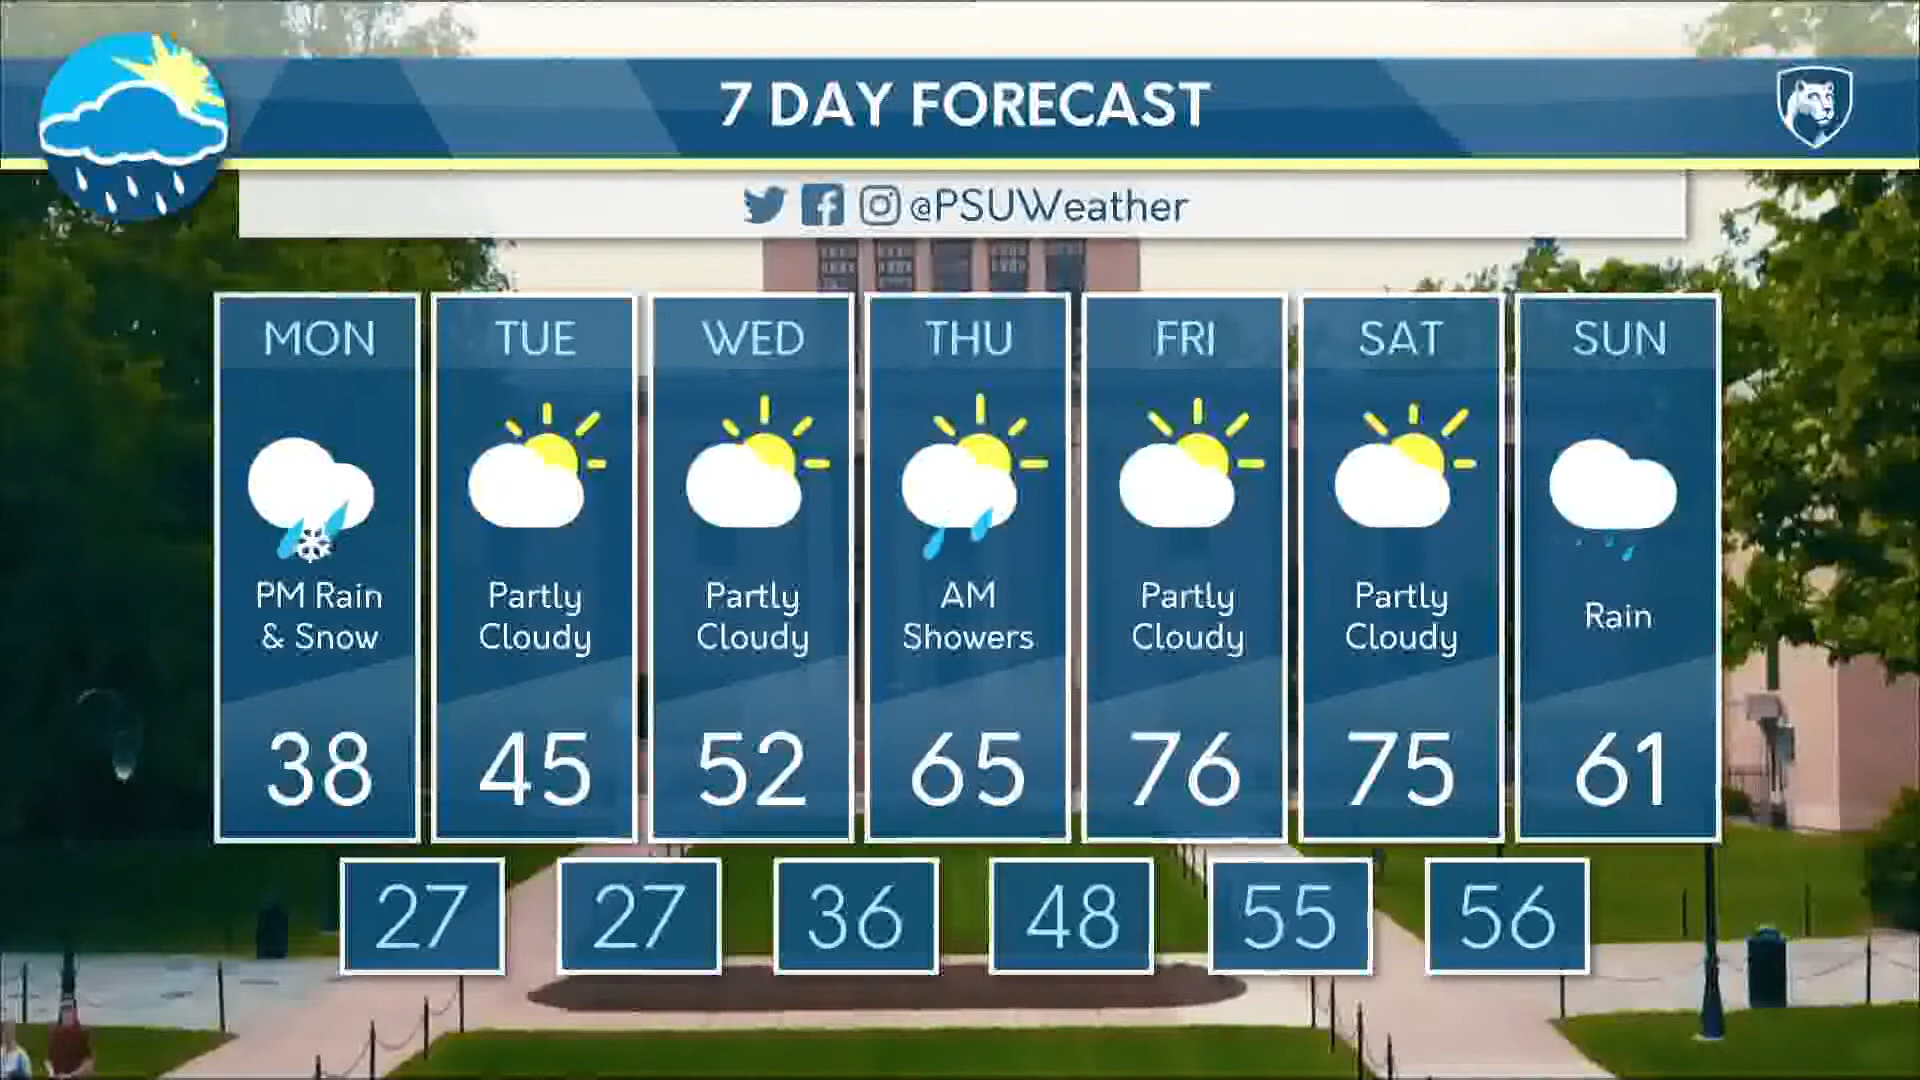 7 DAY FORECAST
@PSUWeather
MON
TUE
WED
THU
FRI
SAT
SUN
PM Rain
& Snow
Partly
Cloudy
Partly
Cloudy
AM
Showers
Partly
Cloudy
Partly
Cloudy
Rain
38
45
52
65
76
75
61
27
27
36
48
55
56